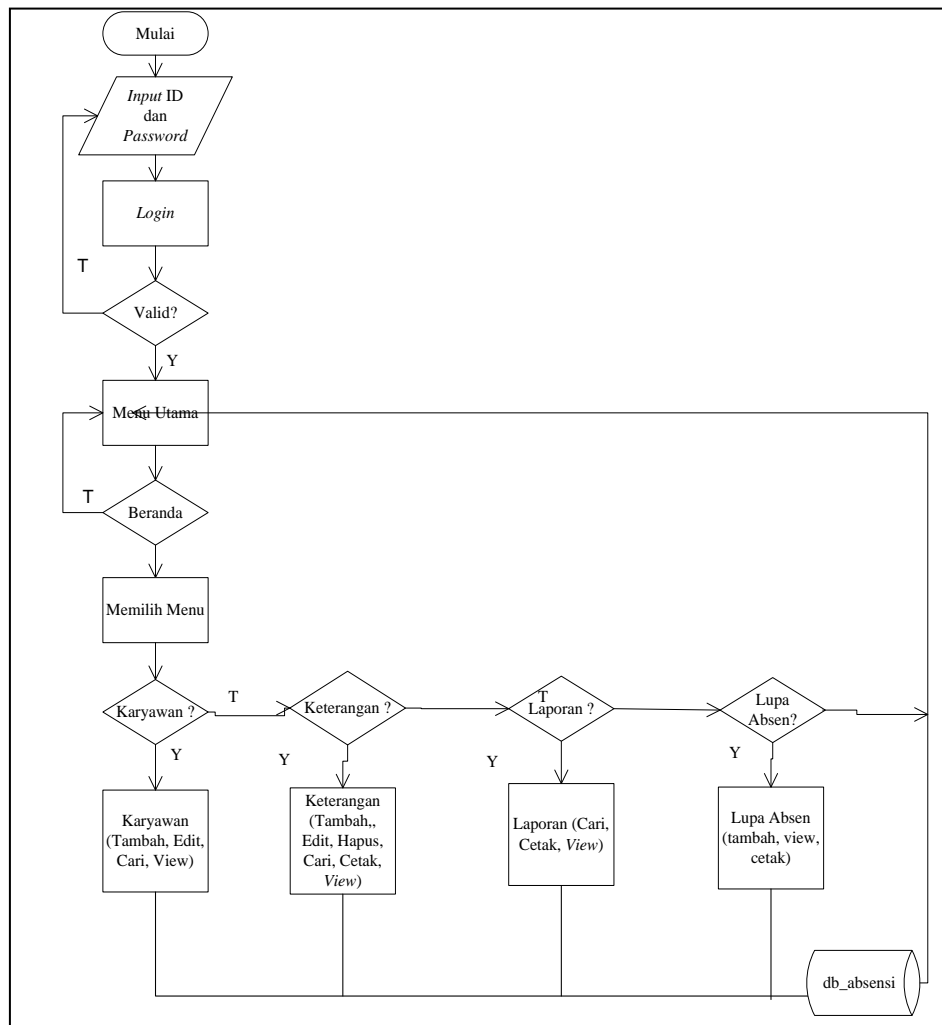 Mulai
Input ID
dan
Password
Login
T
Valid?
Y
Menu Utama
T
Beranda
Memilih Menu
Karyawan ?
T
Keterangan ?
T
Laporan ?
Lupa
Absen?
Y
Y
Y
Y
Karyawan
(Tambah, Edit,
Cari, View)
Keterangan
(Tambah,,
Edit, Hapus,
Cari, Cetak,
View)
Laporan (Cari,
Cetak, View)
Lupa Absen
(tambah, view,
cetak)
db_absensi